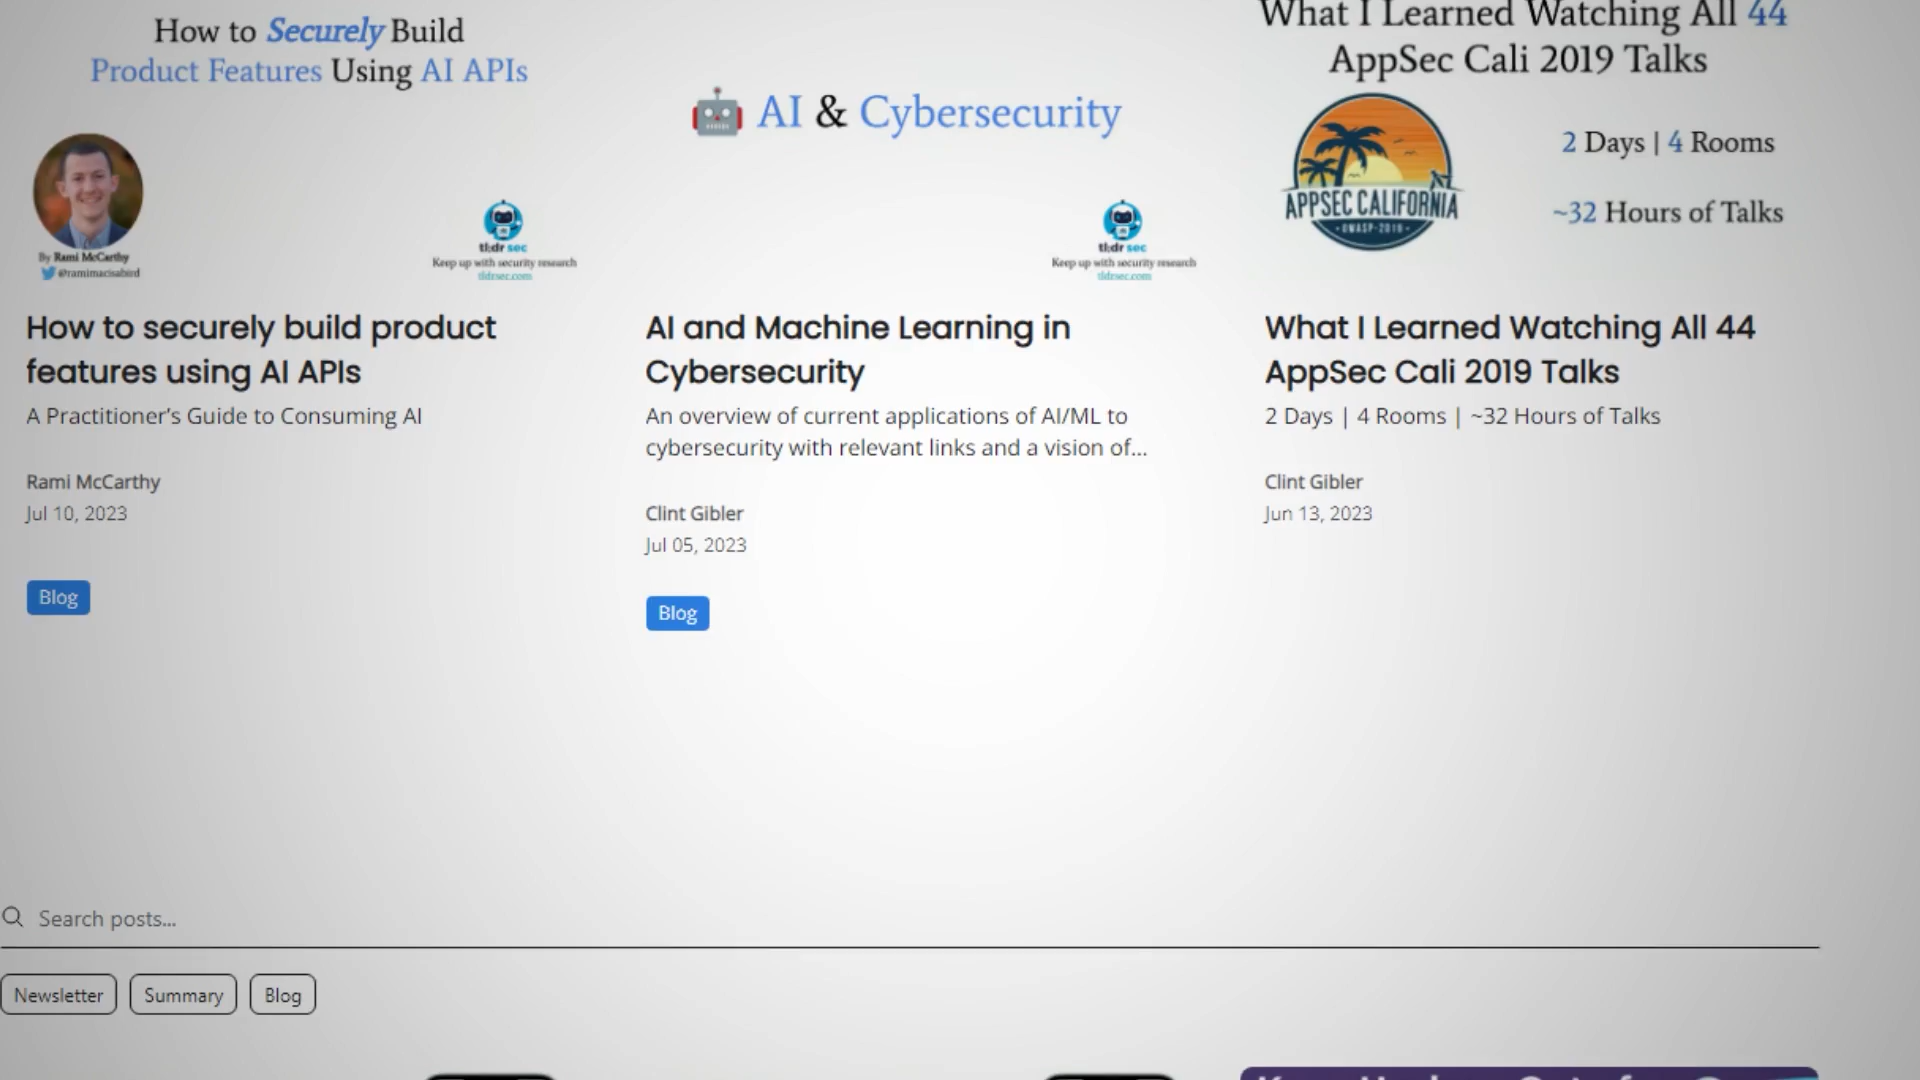 How to Securely Build
Product Features Using AI APIs
By Rami McCarthy
@ramimacisabird
tl;dr sec
Keep up with security research
tldrsec.com
How to securely build product
features using AI APIs
A Practitioner's Guide to Consuming AI
Rami McCarthy
Jul 10, 2023
Blog
AI & Cybersecurity
tl;dr sec
Keep up with security research
tldrsec.com
AI and Machine Learning in
Cybersecurity
An overview of current applications of AI/ML to
cybersecurity with relevant links and a vision of...
Clint Gibler
Jul 05, 2023
Blog
What I Learned Watching All 44
AppSec Cali 2019 Talks
APPSEC CALIFORNIA
OWASP-2019
2 Days | 4 Rooms
~32 Hours of Talks
What I Learned Watching All 44
AppSec Cali 2019 Talks
2 Days | 4 Rooms | ~32 Hours of Talks
Clint Gibler
Jun 13, 2023
Search posts...
Newsletter
Summary
Blog